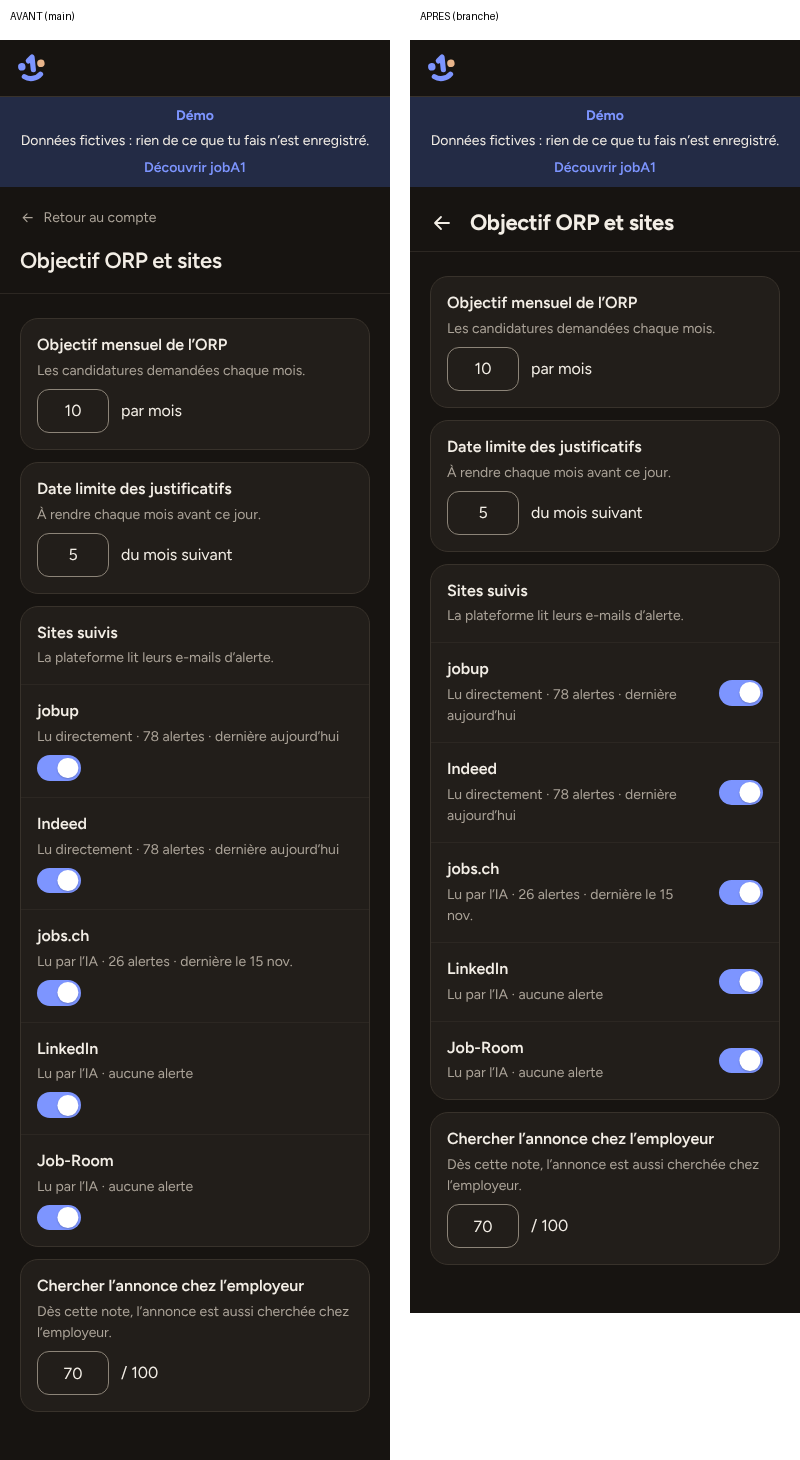 AVANT (main)
Démo
Données fictives : rien de ce que tu fais n’est enregistré.
Découvrir jobA1
← Retour au compte
Objectif ORP et sites
Objectif mensuel de l’ORP
Les candidatures demandées chaque mois.
10 par mois
Date limite des justificatifs
À rendre chaque mois avant ce jour.
5 du mois suivant
Sites suivis
La plateforme lit leurs e-mails d’alerte.
jobup
Lu directement · 78 alertes · dernière aujourd’hui
Indeed
Lu directement · 78 alertes · dernière aujourd’hui
jobs.ch
Lu par l’IA · 26 alertes · dernière le 15 nov.
LinkedIn
Lu par l’IA · aucune alerte
Job-Room
Lu par l’IA · aucune alerte
Chercher l’annonce chez l’employeur
Dès cette note, l’annonce est aussi cherchée chez
l’employeur.
70 / 100
APRES (branche)
Démo
Données fictives : rien de ce que tu fais n’est enregistré.
Découvrir jobA1
← Objectif ORP et sites
Objectif mensuel de l’ORP
Les candidatures demandées chaque mois.
10 par mois
Date limite des justificatifs
À rendre chaque mois avant ce jour.
5 du mois suivant
Sites suivis
La plateforme lit leurs e-mails d’alerte.
jobup
Lu directement · 78 alertes · dernière
aujourd’hui
Indeed
Lu directement · 78 alertes · dernière
aujourd’hui
jobs.ch
Lu par l’IA · 26 alertes · dernière le 15
nov.
LinkedIn
Lu par l’IA · aucune alerte
Job-Room
Lu par l’IA · aucune alerte
Chercher l’annonce chez l’employeur
Dès cette note, l’annonce est aussi cherchée chez
l’employeur.
70 / 100